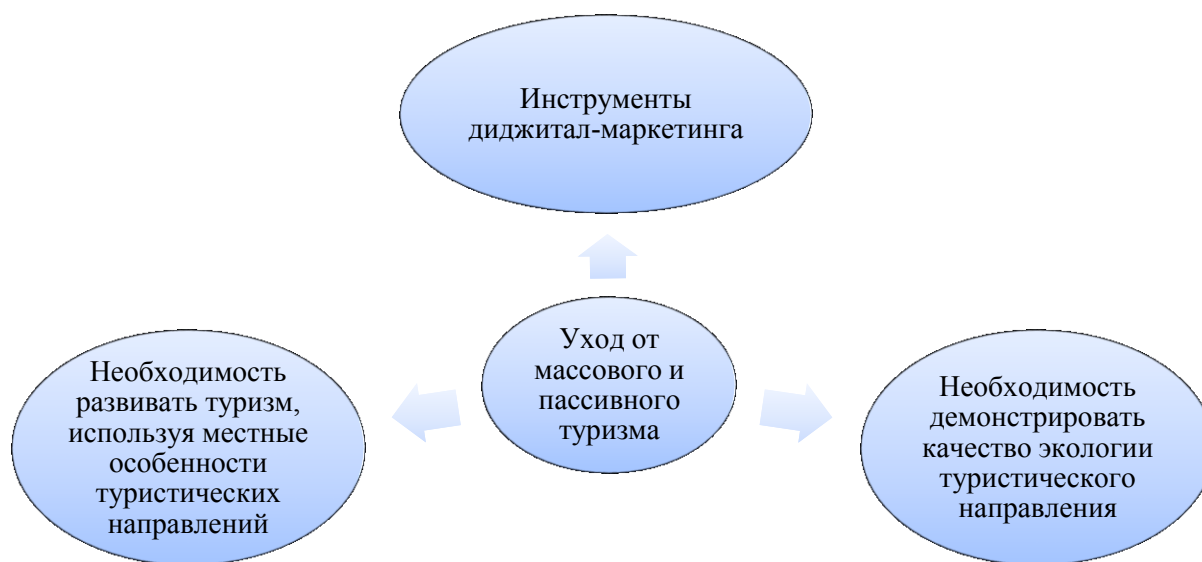 Инструменты
диджитал-маркетинга
Уход от
массового и
пассивного
туризма
Необходимость
развивать туризм,
используя местные
особенности
туристических
направлений
Необходимость
демонстрировать
качество экологии
туристического
направления